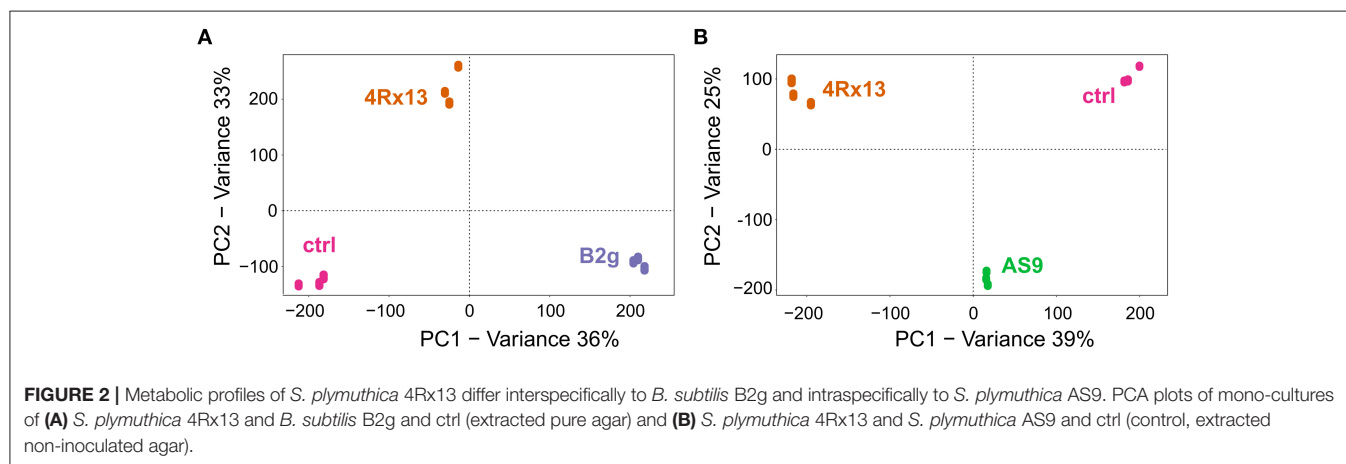 A
B
PC2 − Variance 33%
200
100
0
−100
4Rx13
ctrl
B2g
−200
−100
0
100
200
PC1 − Variance 36%
PC2 − Variance 25%
100
0
-100
−200
4Rx13
ctrl
AS9
−200
−100
0
100
200
PC1 − Variance 39%
FIGURE 2 | Metabolic profiles of S. plymuthica 4Rx13 differ interspecifically to B. subtilis B2g and intraspecifically to S. plymuthica AS9. PCA plots of mono-cultures
of (A) S. plymuthica 4Rx13 and B. subtilis B2g and ctrl (extracted pure agar) and (B) S. plymuthica 4Rx13 and S. plymuthica AS9 and ctrl (control, extracted
non-inoculated agar).